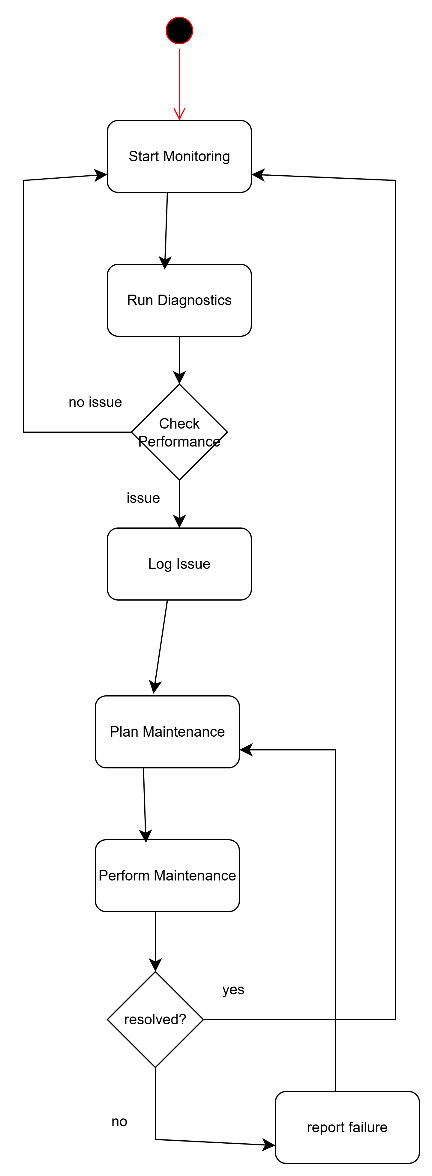 Start Monitoring
Run Diagnostics
no issue
Check
Performance
issue
Log Issue
Plan Maintenance
Perform Maintenance
yes
resolved?
no
report failure